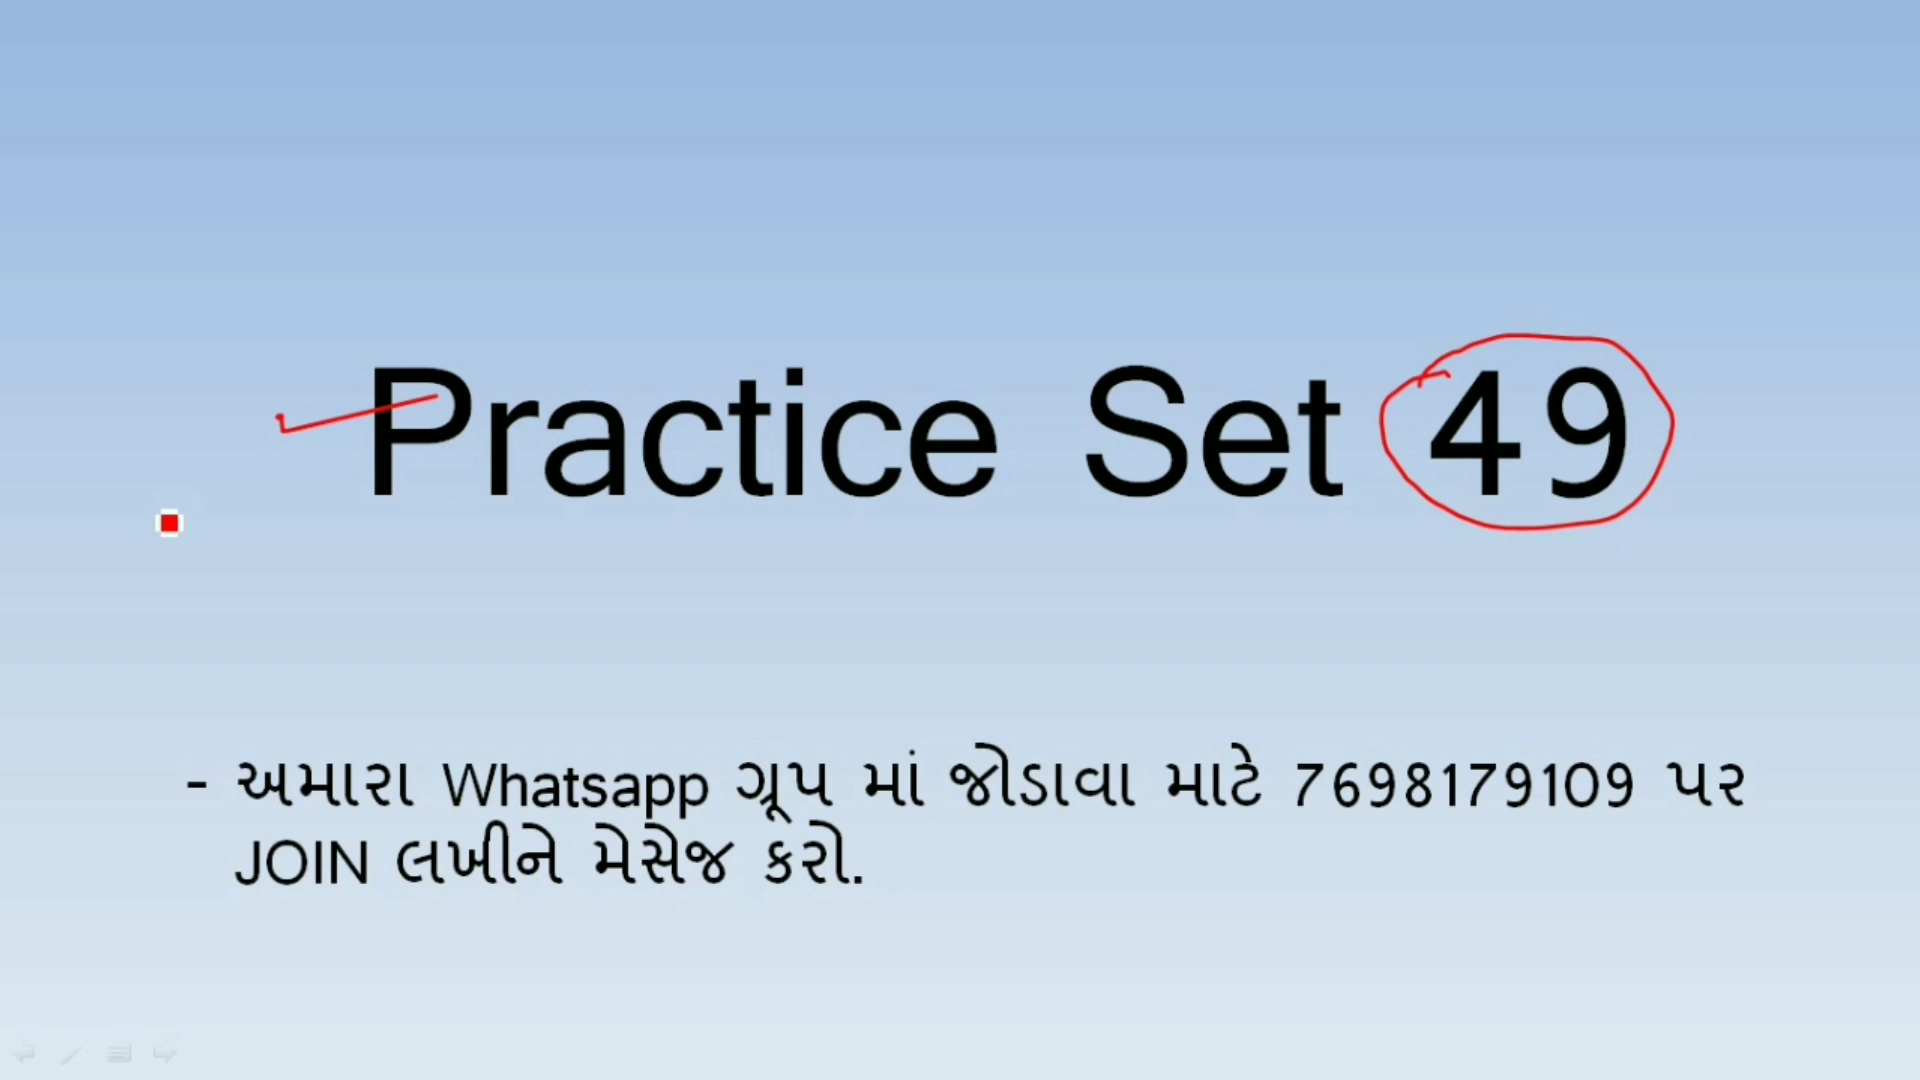 Practice Set 49
- અમારા Whatsapp ગ્રૂપ માં જોડાવા માટે 7698179109 પર
JOIN લખીને મેસેજ કરો.